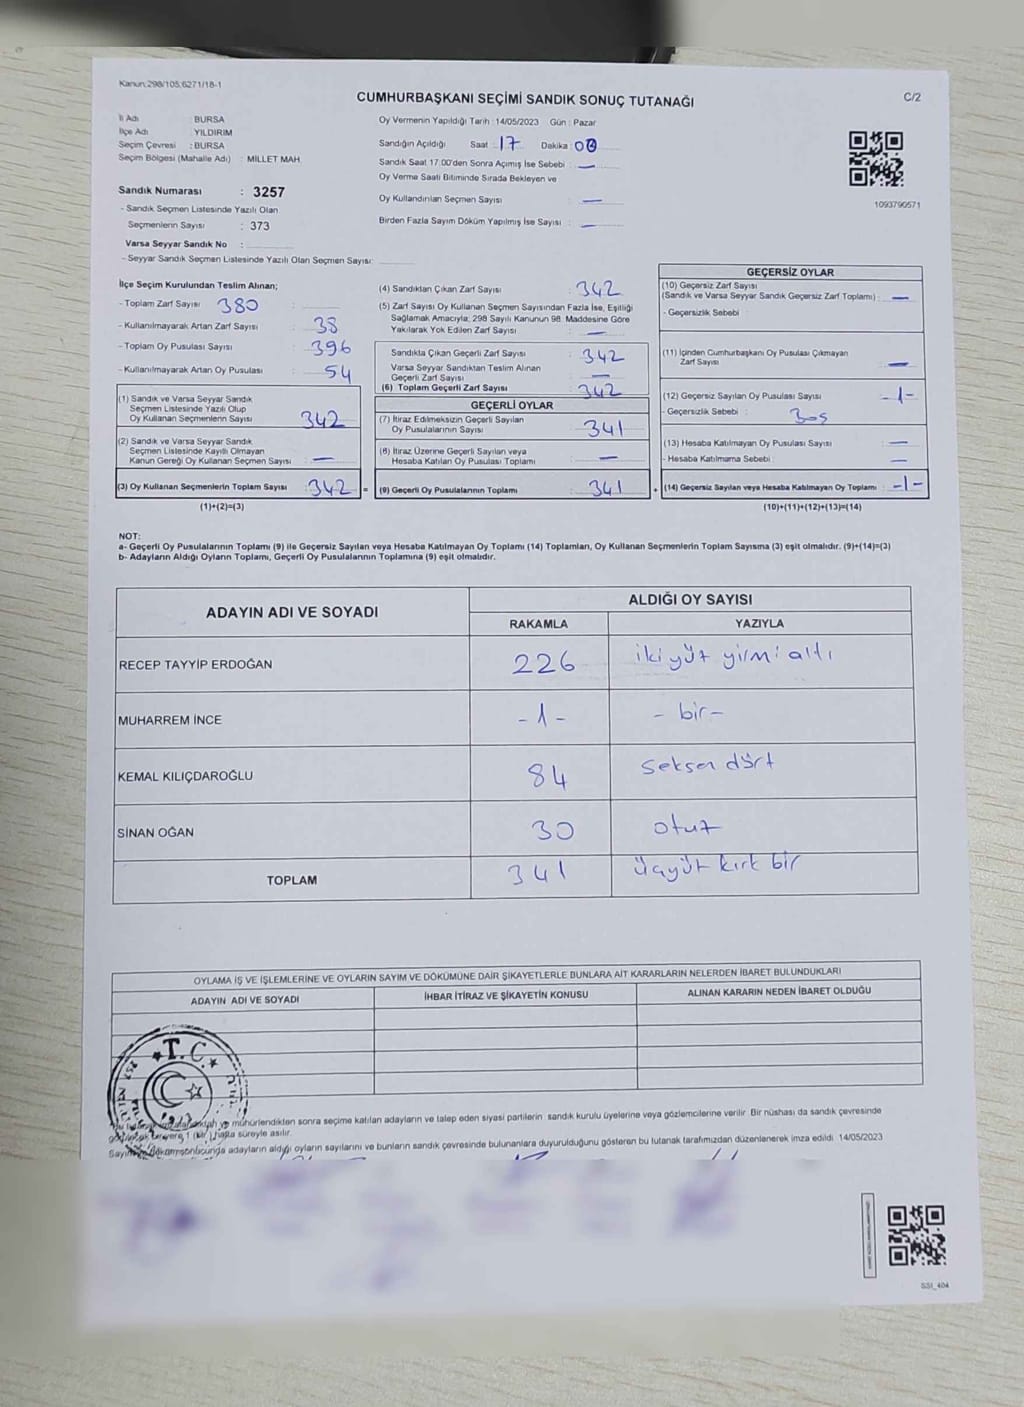 Kanun:298/105;6271/18-1
CUMHURBAŞKANI SEÇİMİ SANDIK SONUÇ TUTANAĞI
C/2
İl Adı : BURSA
İlçe Adı : YILDIRIM
Seçim Çevresi : BURSA
Seçim Bölgesi (Mahalle Adı) : MİLLET MAH.
Sandık Numarası : 3257
- Sandık Seçmen Listesinde Yazılı Olan
Seçmenlerin Sayısı : 373
Varsa Seyyar Sandık No :
- Seyyar Sandık Seçmen Listesinde Yazılı Olan Seçmen Sayısı:
Oy Vermenin Yapıldığı Tarih : 14/05/2023 Gün : Pazar
Sandığın Açıldığı Saat : 17 Dakika : 00
Sandık Saat 17.00'den Sonra Açımış İse Sebebi : —
Oy Verme Saati Bitiminde Sırada Bekleyen ve
Oy Kullandırılan Seçmen Sayısı : —
Birden Fazla Sayım Döküm Yapılmış İse Sayısı : —
1093790571
İlçe Seçim Kurulundan Teslim Alınan;
- Toplam Zarf Sayısı : 380
- Kullanılmayarak Artan Zarf Sayısı : 38
- Toplam Oy Pusulası Sayısı : 396
- Kullanılmayarak Artan Oy Pusulası : 54
(1) Sandık ve Varsa Seyyar Sandık
Seçmen Listesinde Yazılı Olup
Oy Kullanan Seçmenlerin Sayısı : 342
(2) Sandık ve Varsa Seyyar Sandık
Seçmen Listesinde Kayıtlı Olmayan
Kanun Gereği Oy Kullanan Seçmen Sayısı : —
(3) Oy Kullanan Seçmenlerin Toplam Sayısı : 342 =
(1)+(2)=(3)
(4) Sandıktan Çıkan Zarf Sayısı : 342
(5) Zarf Sayısı Oy Kullanan Seçmen Sayısından Fazla İse, Eşitliği
Sağlamak Amacıyla, 298 Sayılı Kanunun 98. Maddesine Göre
Yakılarak Yok Edilen Zarf Sayısı : —
Sandıkta Çıkan Geçerli Zarf Sayısı : 342
Varsa Seyyar Sandıktan Teslim Alınan
Geçerli Zarf Sayısı : —
(6) Toplam Geçerli Zarf Sayısı : 342
GEÇERLİ OYLAR
(7) İtiraz Edilmeksizin Geçerli Sayılan
Oy Pusulalarının Sayısı : 341
(8) İtiraz Üzerine Geçerli Sayılan veya
Hesaba Katılan Oy Pusulası Toplamı : —
(9) Geçerli Oy Pusulalarının Toplamı : 341 +
GEÇERSİZ OYLAR
(10) Geçersiz Zarf Sayısı
(Sandık ve Varsa Seyyar Sandık Geçersiz Zarf Toplamı) : —
- Geçersizlik Sebebi :
(11) İçinden Cumhurbaşkanı Oy Pusulası Çıkmayan
Zarf Sayısı : —
(12) Geçersiz Sayılan Oy Pusulası Sayısı : -1-
- Geçersizlik Sebebi :
(13) Hesaba Katılmayan Oy Pusulası Sayısı : —
- Hesaba Katılmama Sebebi : —
(14) Geçersiz Sayılan veya Hesaba Katılmayan Oy Toplamı : -1-
(10)+(11)+(12)+(13)=(14)
NOT:
a- Geçerli Oy Pusulalarının Toplamı (9) ile Geçersiz Sayılan veya Hesaba Katılmayan Oy Toplamı (14) Toplamları, Oy Kullanan Seçmenlerin Toplam Sayısına (3) eşit olmalıdır. (9)+(14)=(3)
b- Adayların Aldığı Oyların Toplamı, Geçerli Oy Pusulalarının Toplamına (9) eşit olmalıdır.
ADAYIN ADI VE SOYADI
ALDIĞI OY SAYISI
RAKAMLA YAZIYLA
RECEP TAYYİP ERDOĞAN 226 ikiyüz yirmi altı
MUHARREM İNCE -1- - bir -
KEMAL KILIÇDAROĞLU 84 seksen dört
SİNAN OĞAN 30 otuz
TOPLAM 341 üçyüz kırk bir
OYLAMA İŞ VE İŞLEMLERİNE VE OYLARIN SAYIM VE DÖKÜMÜNE DAİR ŞİKAYETLERLE BUNLARA AİT KARARLARIN NELERDEN İBARET BULUNDUKLARI
ADAYIN ADI VE SOYADI İHBAR İTİRAZ VE ŞİKAYETİN KONUSU ALINAN KARARIN NEDEN İBARET OLDUĞU
T.C.
mühürlendikten sonra seçime katılan adayların ve talep eden siyasi partilerin sandık kurulu üyelerine veya gözlemcilerine verilir. Bir nüshası da sandık çevresinde
hafta süreyle asılır.
adayların aldığı oyların sayılarını ve bunların sandık çevresinde bulunanlara duyurulduğunu gösteren bu tutanak tarafımızdan düzenlenerek imza edildi. 14/05/2023
SSI_404